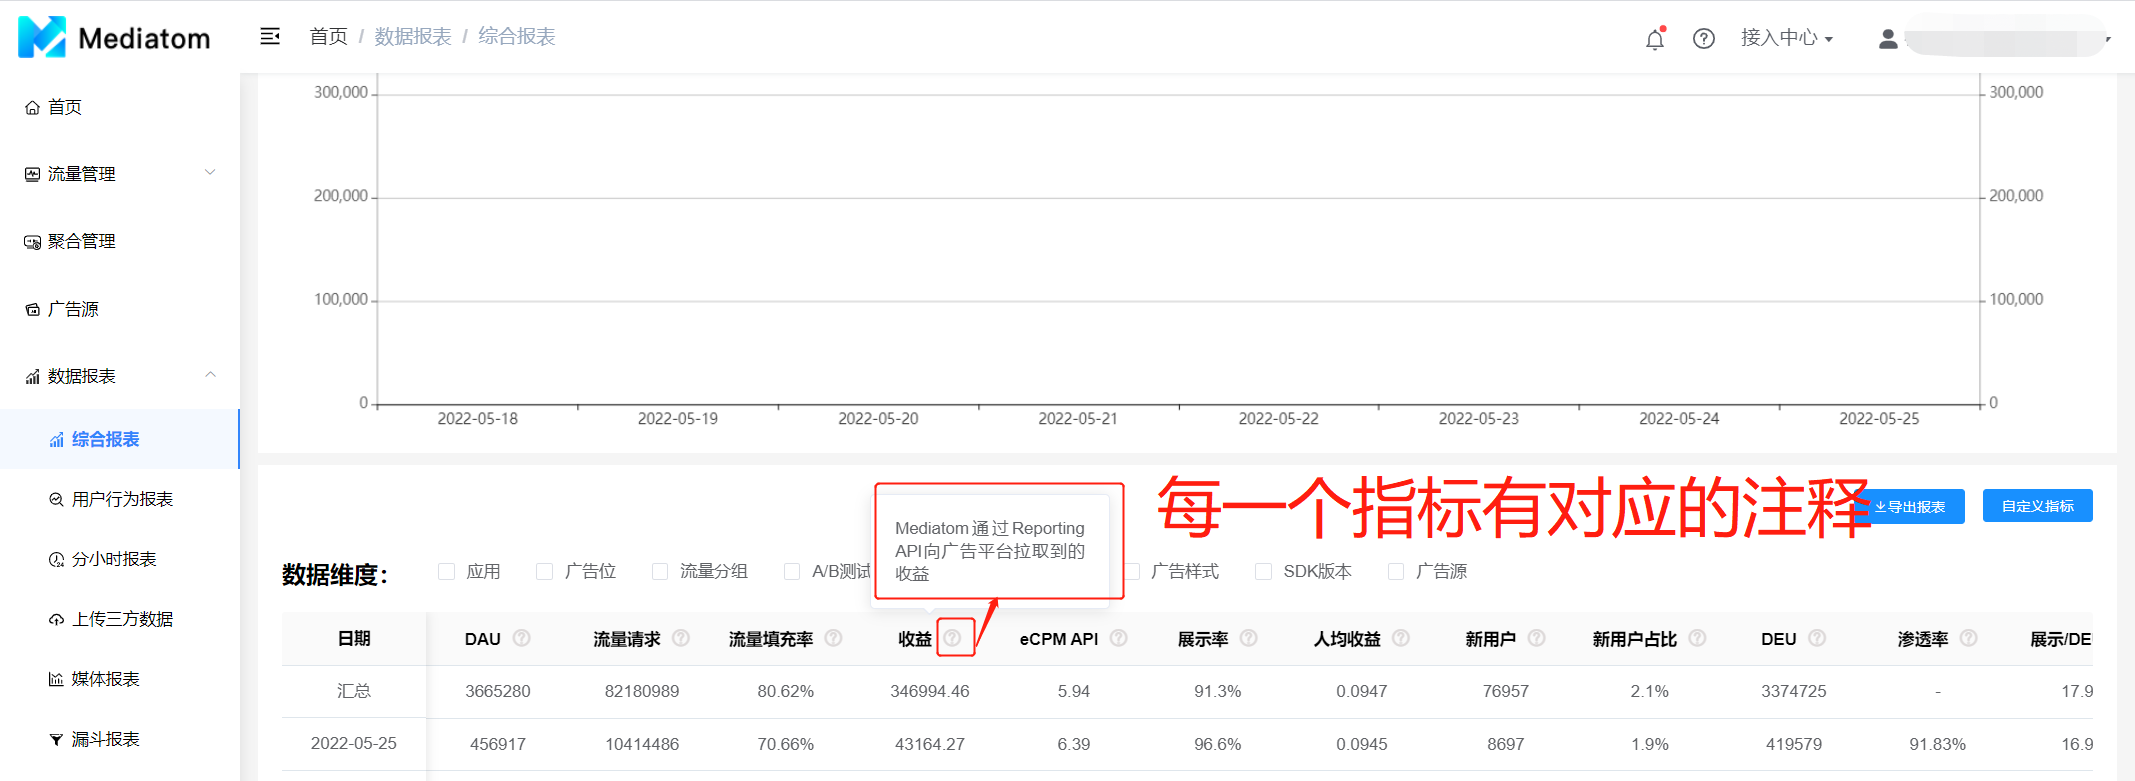 Mediatom
首页 / 数据报表 / 综合报表
接入中心
首页
流量管理
聚合管理
广告源
数据报表
综合报表
用户行为报表
分小时报表
上传三方数据
媒体报表
漏斗报表
300,000
300,000
200,000
200,000
100,000
100,000
0
0
2022-05-18 2022-05-19 2022-05-20 2022-05-21 2022-05-22 2022-05-23 2022-05-24 2022-05-25
每一个指标有对应的注释
导出报表 自定义指标
Mediatom通过Reporting
API向广告平台拉取到的
收益
数据维度: 应用 广告位 流量分组 A/B测试 广告样式 SDK版本 广告源
日期 DAU 流量请求 流量填充率 收益 eCPM API 展示率 人均收益 新用户 新用户占比 DEU 渗透率 展示/DEU
汇总 3665280 82180989 80.62% 346994.46 5.94 91.3% 0.0947 76957 2.1% 3374725 - 17.9
2022-05-25 456917 10414486 70.66% 43164.27 6.39 96.6% 0.0945 8697 1.9% 419579 91.83% 16.9